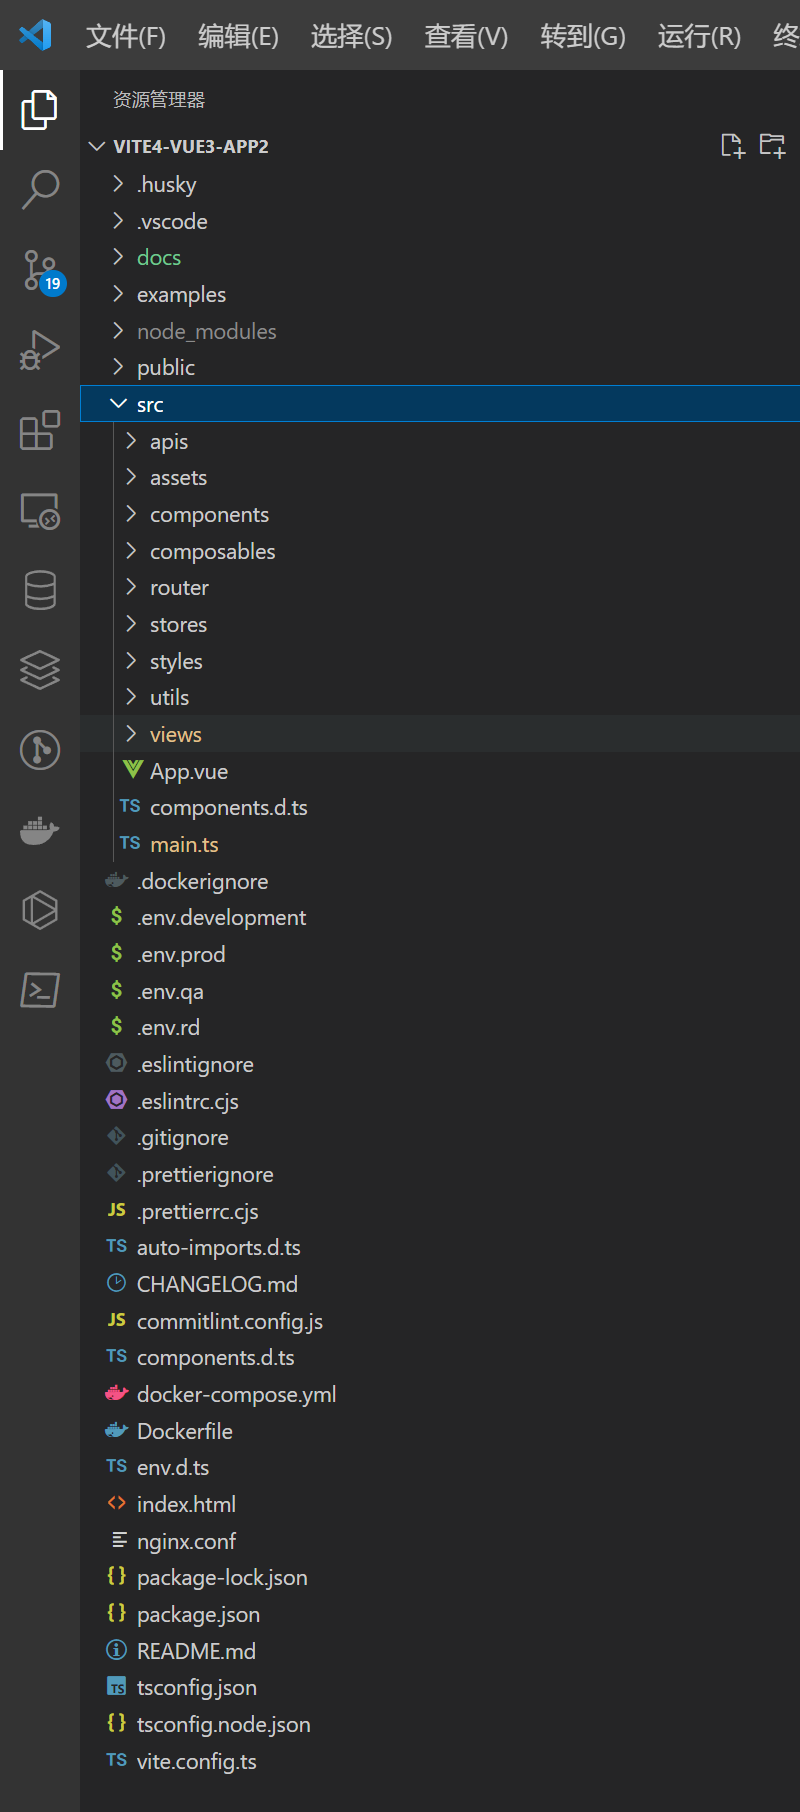 文件(F) 编辑(E) 选择(S) 查看(V) 转到(G) 运行(R) 终
资源管理器
VITE4-VUE3-APP2
.husky
.vscode
docs
examples
node_modules
public
src
apis
assets
components
composables
router
stores
styles
utils
views
App.vue
TS components.d.ts
TS main.ts
.dockerignore
$ .env.development
$ .env.prod
$ .env.qa
$ .env.rd
.eslintignore
.eslintrc.cjs
.gitignore
.prettierignore
JS .prettierrc.cjs
TS auto-imports.d.ts
CHANGELOG.md
JS commitlint.config.js
TS components.d.ts
docker-compose.yml
Dockerfile
TS env.d.ts
<> index.html
nginx.conf
{} package-lock.json
{} package.json
README.md
TS tsconfig.json
{} tsconfig.node.json
TS vite.config.ts
19